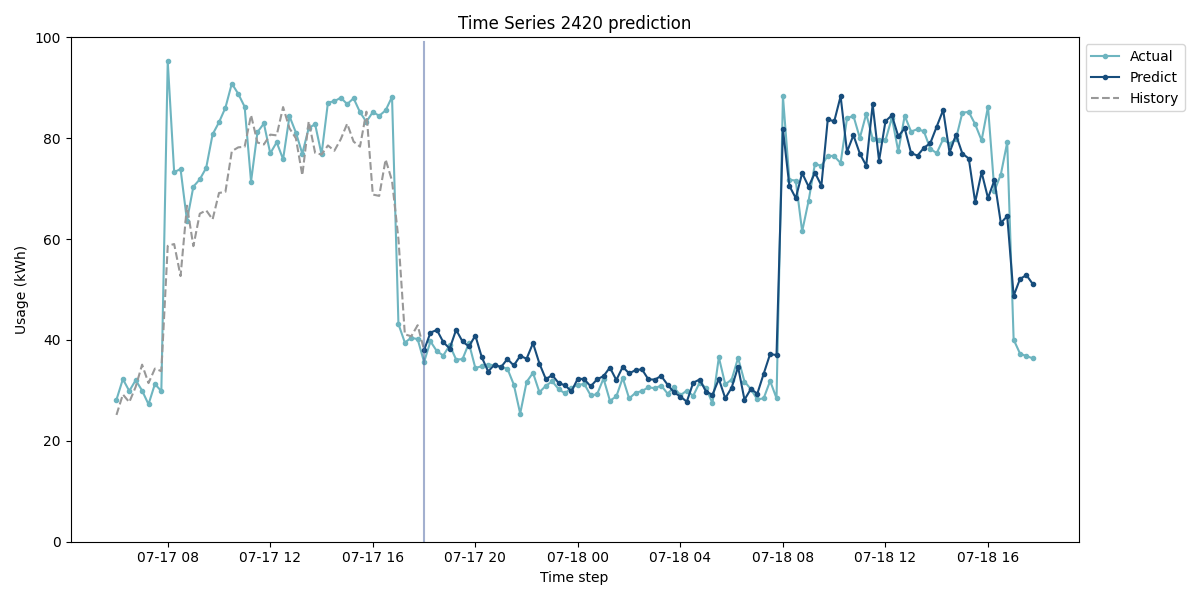 Time Series 2420 prediction
Usage (kWh)
100
80
60
40
20
0
07-17 08
07-17 12
07-17 16
07-17 20
07-18 00
07-18 04
07-18 08
07-18 12
07-18 16
Time step
Actual
Predict
History